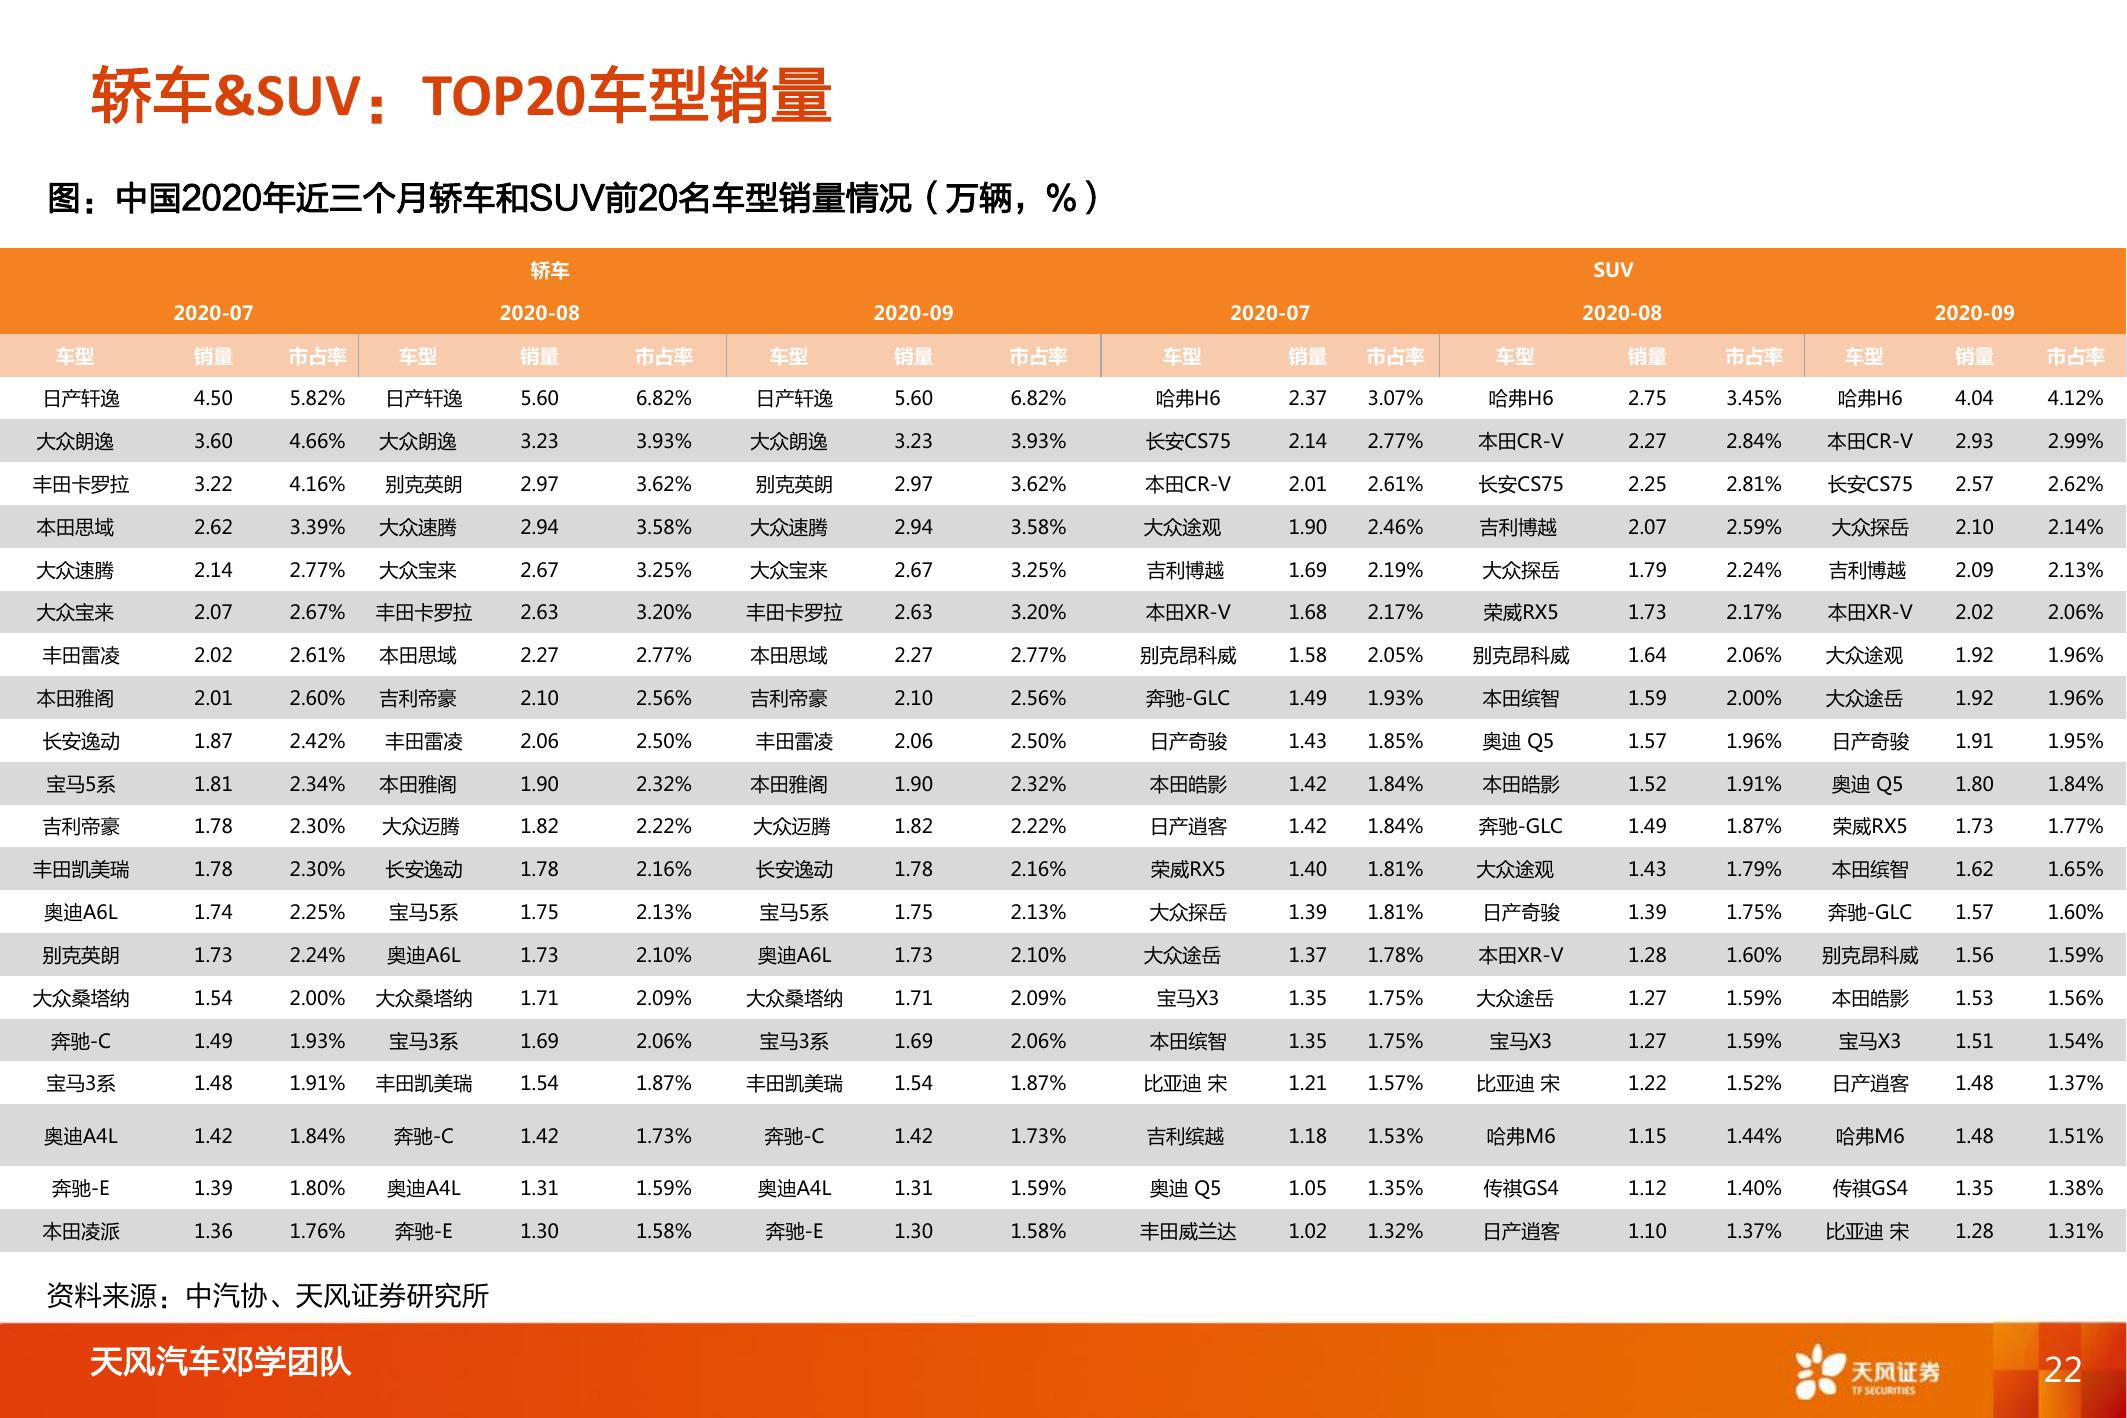 轿车&SUV：TOP20车型销量
图：中国2020年近三个月轿车和SUV前20名车型销量情况（万辆，%）
轿车 SUV
2020-07 2020-08 2020-09 2020-07 2020-08 2020-09
车型 销量 市占率 车型 销量 市占率 车型 销量 市占率 车型 销量 市占率 车型 销量 市占率 车型 销量 市占率
日产轩逸 4.50 5.82% 日产轩逸 5.60 6.82% 日产轩逸 5.60 6.82% 哈弗H6 2.37 3.07% 哈弗H6 2.75 3.45% 哈弗H6 4.04 4.12%
大众朗逸 3.60 4.66% 大众朗逸 3.23 3.93% 大众朗逸 3.23 3.93% 长安CS75 2.14 2.77% 本田CR-V 2.27 2.84% 本田CR-V 2.93 2.99%
丰田卡罗拉 3.22 4.16% 别克英朗 2.97 3.62% 别克英朗 2.97 3.62% 本田CR-V 2.01 2.61% 长安CS75 2.25 2.81% 长安CS75 2.57 2.62%
本田思域 2.62 3.39% 大众速腾 2.94 3.58% 大众速腾 2.94 3.58% 大众途观 1.90 2.46% 吉利博越 2.07 2.59% 大众探岳 2.10 2.14%
大众速腾 2.14 2.77% 大众宝来 2.67 3.25% 大众宝来 2.67 3.25% 吉利博越 1.69 2.19% 大众探岳 1.79 2.24% 吉利博越 2.09 2.13%
大众宝来 2.07 2.67% 丰田卡罗拉 2.63 3.20% 丰田卡罗拉 2.63 3.20% 本田XR-V 1.68 2.17% 荣威RX5 1.73 2.17% 本田XR-V 2.02 2.06%
丰田雷凌 2.02 2.61% 本田思域 2.27 2.77% 本田思域 2.27 2.77% 别克昂科威 1.58 2.05% 别克昂科威 1.64 2.06% 大众途观 1.92 1.96%
本田雅阁 2.01 2.60% 吉利帝豪 2.10 2.56% 吉利帝豪 2.10 2.56% 奔驰-GLC 1.49 1.93% 本田缤智 1.59 2.00% 大众途岳 1.92 1.96%
长安逸动 1.87 2.42% 丰田雷凌 2.06 2.50% 丰田雷凌 2.06 2.50% 日产奇骏 1.43 1.85% 奥迪 Q5 1.57 1.96% 日产奇骏 1.91 1.95%
宝马5系 1.81 2.34% 本田雅阁 1.90 2.32% 本田雅阁 1.90 2.32% 本田皓影 1.42 1.84% 本田皓影 1.52 1.91% 奥迪 Q5 1.80 1.84%
吉利帝豪 1.78 2.30% 大众迈腾 1.82 2.22% 大众迈腾 1.82 2.22% 日产逍客 1.42 1.84% 奔驰-GLC 1.49 1.87% 荣威RX5 1.73 1.77%
丰田凯美瑞 1.78 2.30% 长安逸动 1.78 2.16% 长安逸动 1.78 2.16% 荣威RX5 1.40 1.81% 大众途观 1.43 1.79% 本田缤智 1.62 1.65%
奥迪A6L 1.74 2.25% 宝马5系 1.75 2.13% 宝马5系 1.75 2.13% 大众探岳 1.39 1.81% 日产奇骏 1.39 1.75% 奔驰-GLC 1.57 1.60%
别克英朗 1.73 2.24% 奥迪A6L 1.73 2.10% 奥迪A6L 1.73 2.10% 大众途岳 1.37 1.78% 本田XR-V 1.28 1.60% 别克昂科威 1.56 1.59%
大众桑塔纳 1.54 2.00% 大众桑塔纳 1.71 2.09% 大众桑塔纳 1.71 2.09% 宝马X3 1.35 1.75% 大众途岳 1.27 1.59% 本田皓影 1.53 1.56%
奔驰-C 1.49 1.93% 宝马3系 1.69 2.06% 宝马3系 1.69 2.06% 本田缤智 1.35 1.75% 宝马X3 1.27 1.59% 宝马X3 1.51 1.54%
宝马3系 1.48 1.91% 丰田凯美瑞 1.54 1.87% 丰田凯美瑞 1.54 1.87% 比亚迪 宋 1.21 1.57% 比亚迪 宋 1.22 1.52% 日产逍客 1.48 1.37%
奥迪A4L 1.42 1.84% 奔驰-C 1.42 1.73% 奔驰-C 1.42 1.73% 吉利缤越 1.18 1.53% 哈弗M6 1.15 1.44% 哈弗M6 1.48 1.51%
奔驰-E 1.39 1.80% 奥迪A4L 1.31 1.59% 奥迪A4L 1.31 1.59% 奥迪 Q5 1.05 1.35% 传祺GS4 1.12 1.40% 传祺GS4 1.35 1.38%
本田凌派 1.36 1.76% 奔驰-E 1.30 1.58% 奔驰-E 1.30 1.58% 丰田威兰达 1.02 1.32% 日产逍客 1.10 1.37% 比亚迪 宋 1.28 1.31%
资料来源：中汽协、天风证券研究所
天风汽车邓学团队
天风证券
TF SECURITIES
22